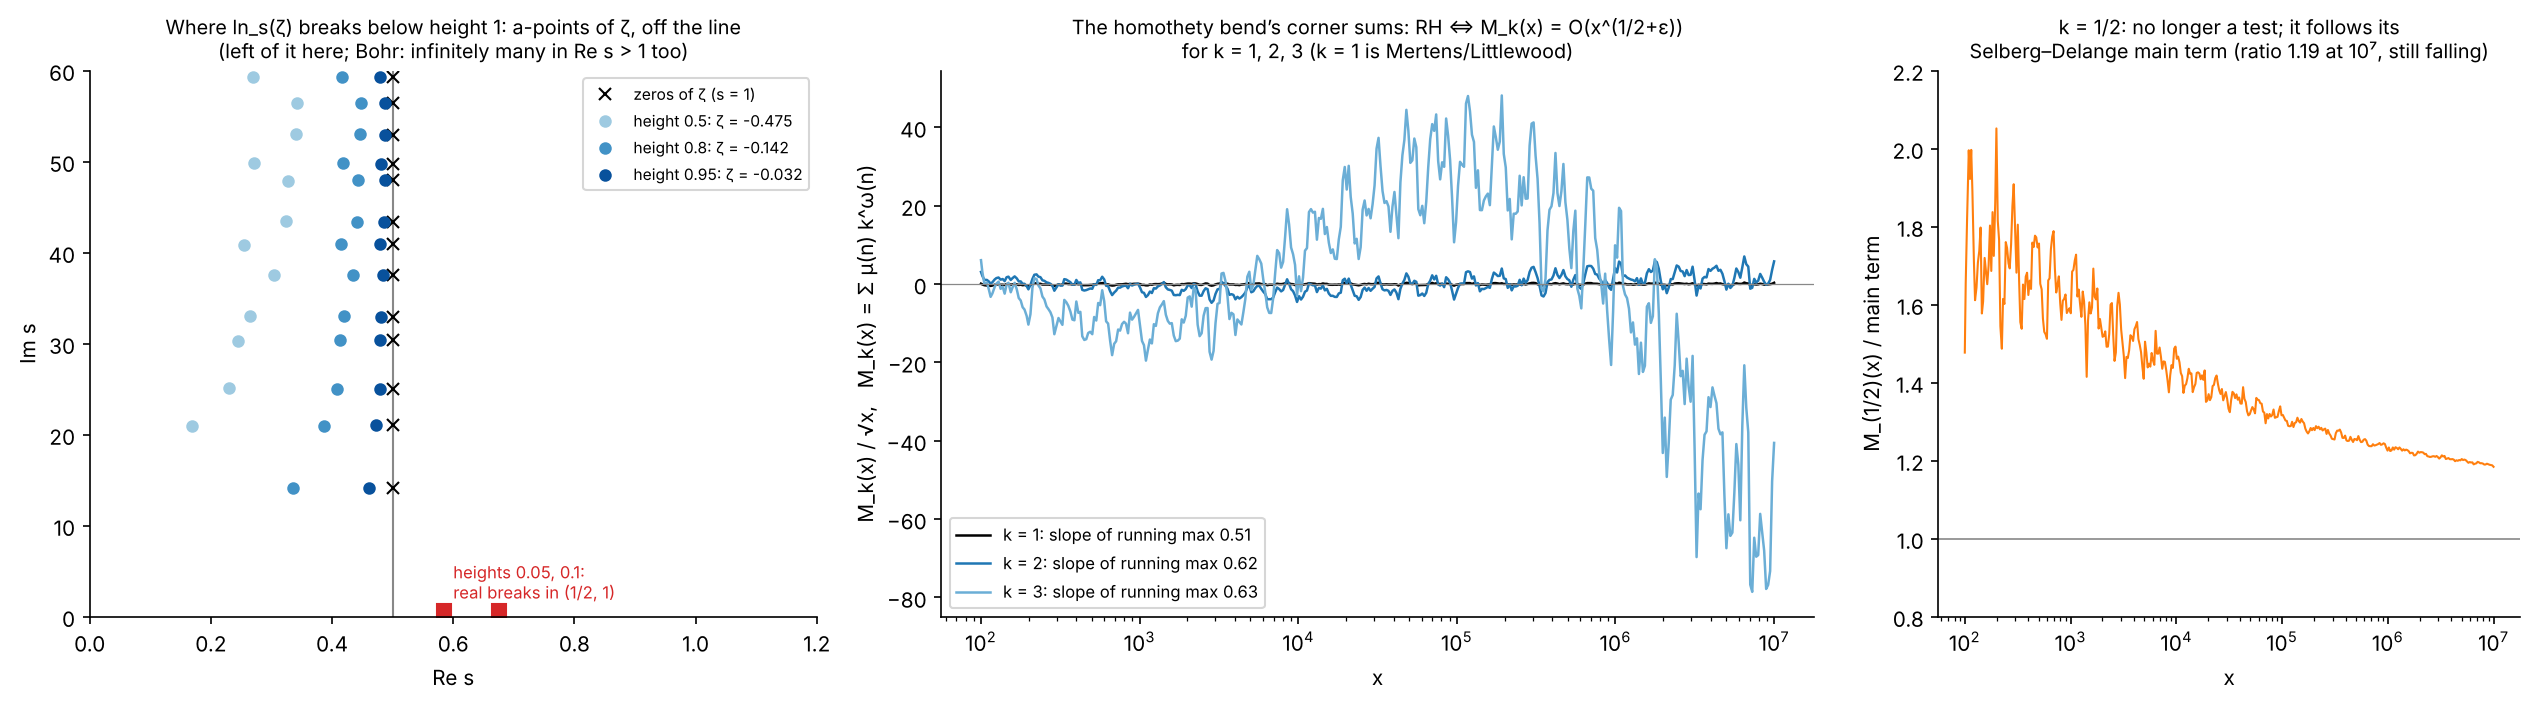 Where ln_s(ζ) breaks below height 1: a-points of ζ, off the line
(left of it here; Bohr: infinitely many in Re s > 1 too)
60
50
40
30
20
10
0
Im s
0.0
0.2
0.4
0.6
0.8
1.0
1.2
Re s
zeros of ζ (s = 1)
height 0.5: ζ = -0.475
height 0.8: ζ = -0.142
height 0.95: ζ = -0.032
heights 0.05, 0.1:
real breaks in (1/2, 1)
The homothety bend's corner sums: RH ⇔ M_k(x) = O(x^(1/2+ε))
for k = 1, 2, 3 (k = 1 is Mertens/Littlewood)
40
20
0
−20
−40
−60
−80
M_k(x) / √x, M_k(x) = Σ μ(n) k^ω(n)
10²
10³
10⁴
10⁵
10⁶
10⁷
x
k = 1: slope of running max 0.51
k = 2: slope of running max 0.62
k = 3: slope of running max 0.63
k = 1/2: no longer a test; it follows its
Selberg–Delange main term (ratio 1.19 at 10⁷, still falling)
2.2
2.0
1.8
1.6
1.4
1.2
1.0
0.8
M_(1/2)(x) / main term
10²
10³
10⁴
10⁵
10⁶
10⁷
x